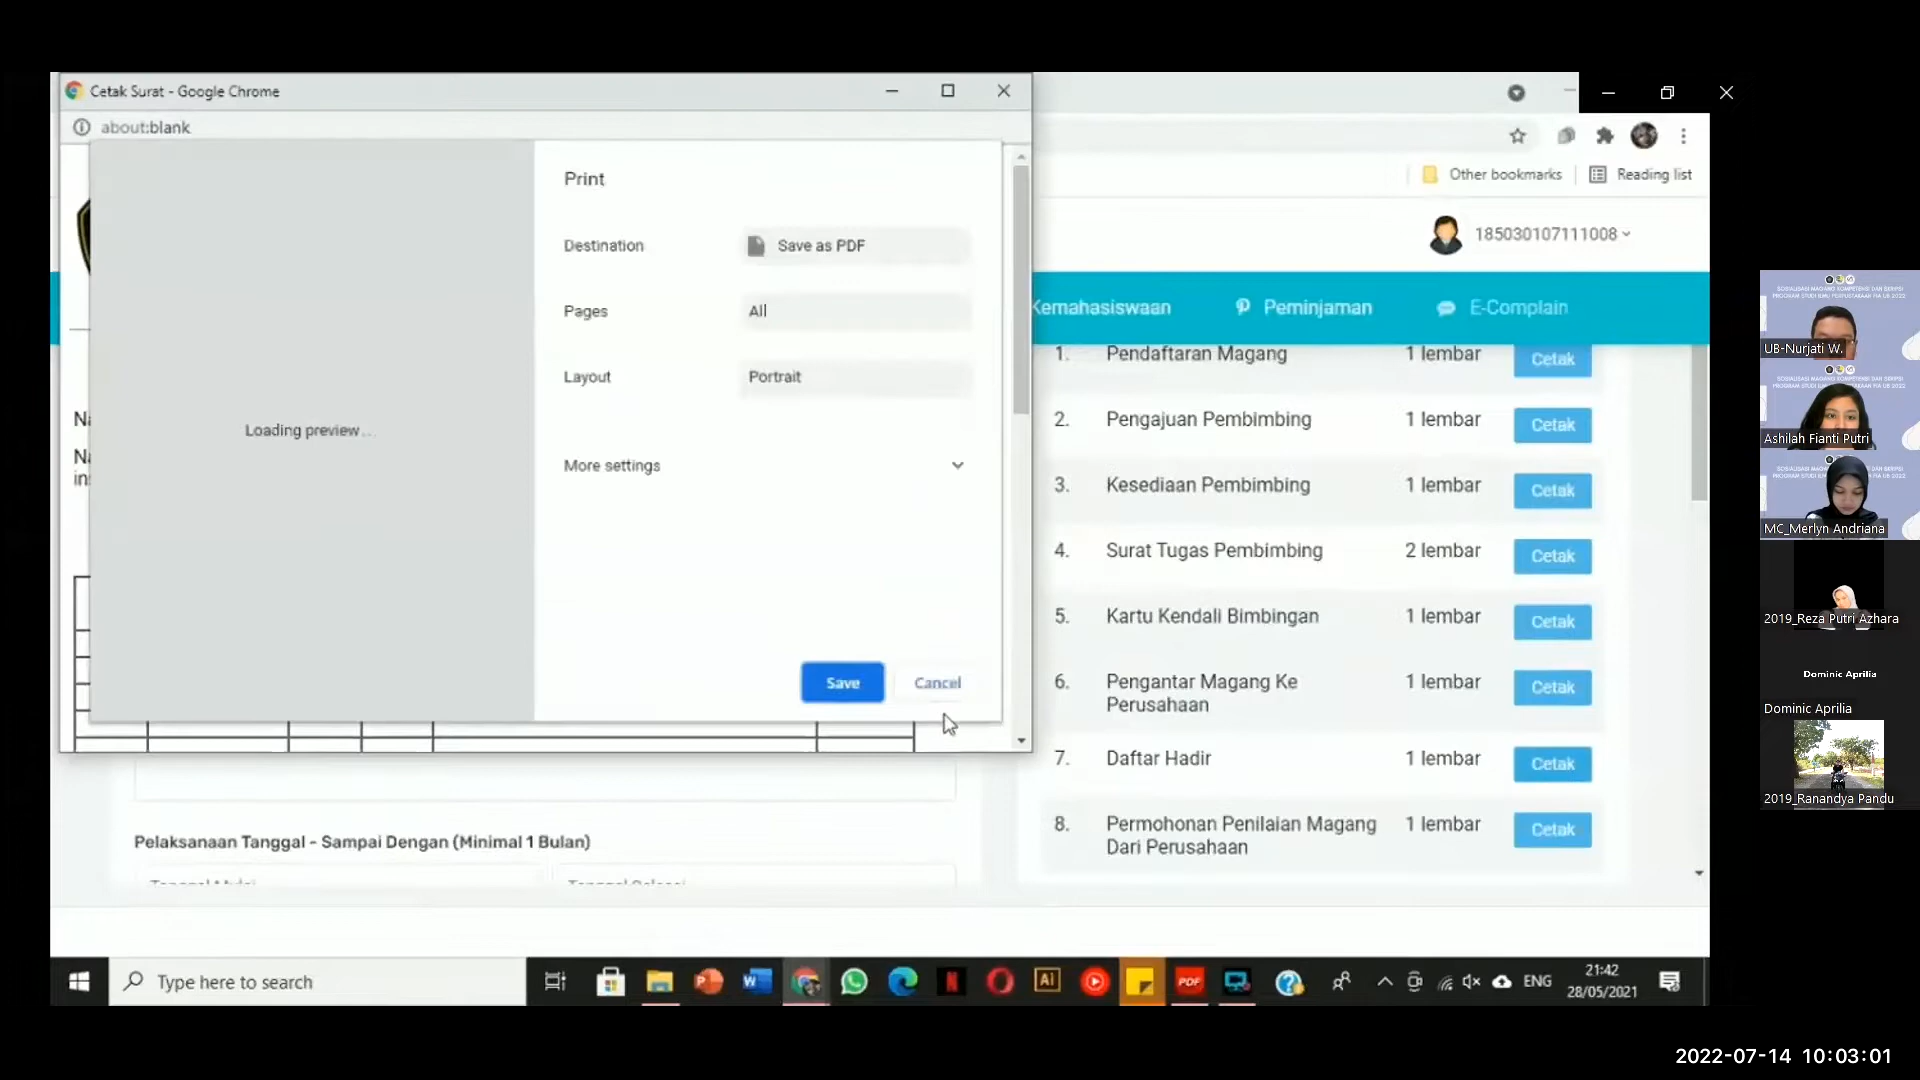 Cetak Surat - Google Chrome
about:blank
Print
Destination
Save as PDF
Pages
All
Layout
Portrait
More settings
Loading preview...
Save
Cancel
Other bookmarks
Reading list
185030107111008
Kemahasiswaan
Peminjaman
E-Complain
1. Pendaftaran Magang 1 lembar Cetak
2. Pengajuan Pembimbing 1 lembar Cetak
3. Kesediaan Pembimbing 1 lembar Cetak
4. Surat Tugas Pembimbing 2 lembar Cetak
5. Kartu Kendali Bimbingan 1 lembar Cetak
6. Pengantar Magang Ke 1 lembar Cetak
Perusahaan
7. Daftar Hadir 1 lembar Cetak
8. Permohonan Penilaian Magang 1 lembar Cetak
Dari Perusahaan
Pelaksanaan Tanggal - Sampai Dengan (Minimal 1 Bulan)
UB-Nurjati W.
Ashilah Fianti Putri
MC_Merlyn Andriana
2019_Reza Putri Azhara
Dominic Aprilia
Dominic Aprilia
2019_Ranandya Pandu
Type here to search
ENG
21:42
28/05/2021
2022-07-14 10:03:01